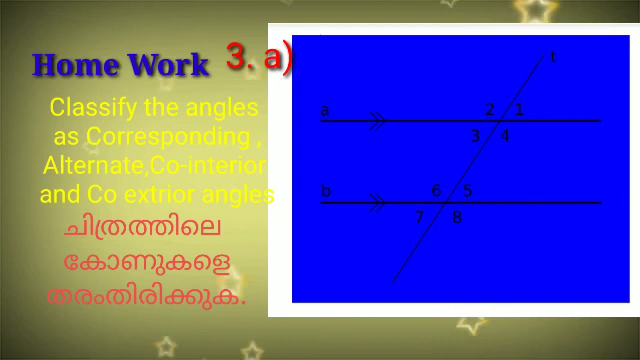 Home Work 3. a)
Classify the angles
as Corresponding ,
Alternate,Co-interior
and Co extrior angles
ചിത്രത്തിലെ
കോണുകളെ
തരംതിരിക്കുക.
t
a 2 1
3 4
b 6 5
7 8